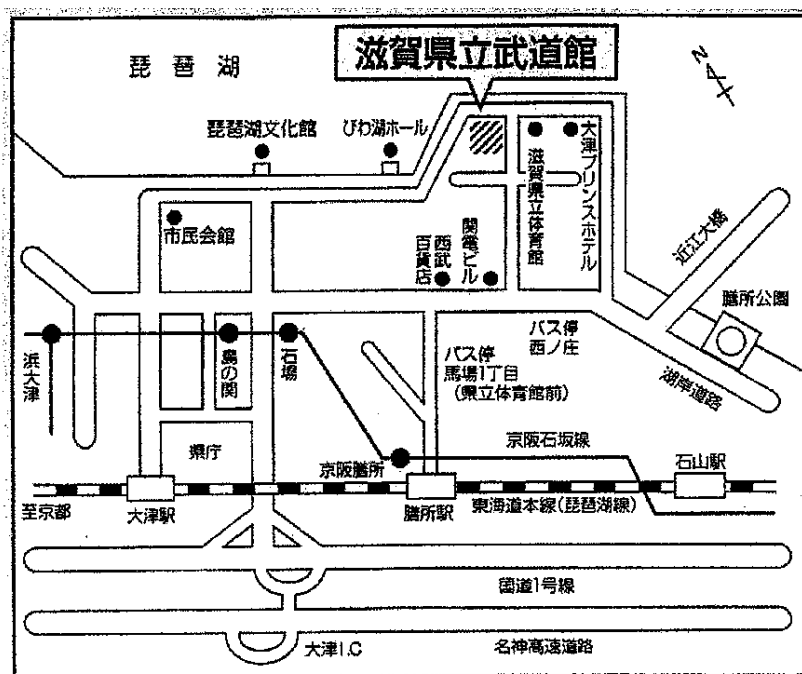 滋賀県立武道館
琵琶湖
N
琵琶湖文化館
びわ湖ホール
滋賀県立体育館
大津プリンスホテル
市民会館
西武
百貨店
関電ビル
近江大橋
膳所公園
バス停
西ノ庄
湖岸道路
浜大津
島の関
石場
バス停
馬場1丁目
(県立体育館前)
県庁
京阪膳所
京阪石坂線
石山駅
至京都
大津駅
膳所駅
東海道本線(琵琶湖線)
国道1号線
大津I.C
名神高速道路